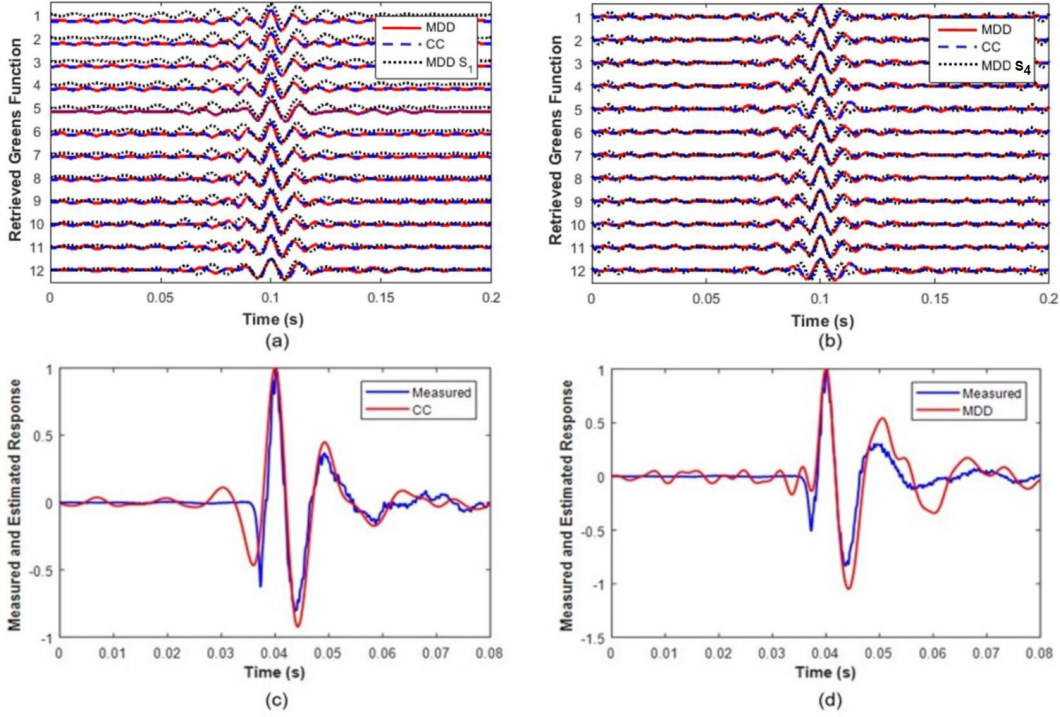 1
2
3
4
5
6
7
8
9
10
11
12
Retrieved Greens Function
MDD
CC
MDD S1
0 0.05 0.1 0.15 0.2
Time (s)
(a)
1
2
3
4
5
6
7
8
9
10
11
12
Retrieved Greens Function
MDD
CC
MDD S4
0 0.05 0.1 0.15 0.2
Time (s)
(b)
1
0.5
0
-0.5
-1
Measured and Estimated Response
Measured
CC
0 0.01 0.02 0.03 0.04 0.05 0.06 0.07 0.08
Time (s)
(c)
1
0.5
0
-0.5
-1
-1.5
Measured and Estimated Response
Measured
MDD
0 0.01 0.02 0.03 0.04 0.05 0.06 0.07 0.08
Time (s)
(d)